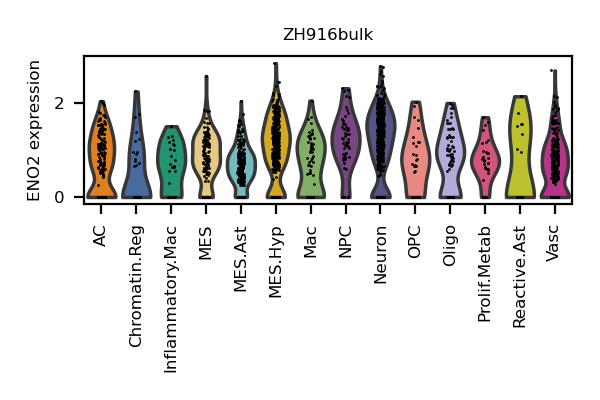 ZH916bulk
ENO2 expression
2
0
AC
Chromatin.Reg
Inflammatory.Mac
MES
MES.Ast
MES.Hyp
Mac
NPC
Neuron
OPC
Oligo
Prolif.Metab
Reactive.Ast
Vasc